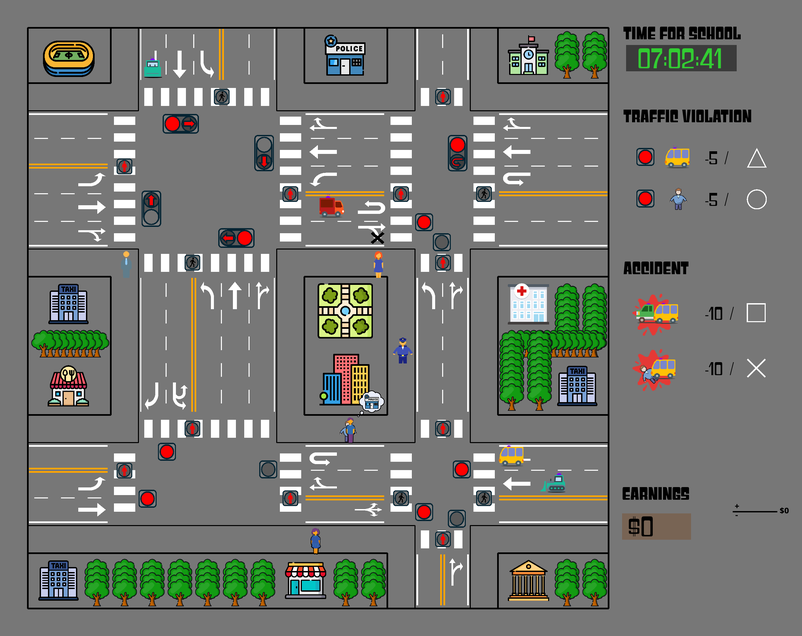 TIME FOR SCHOOL
07:02:41
TRAFFIC VIOLATION
-5 /
-5 /
ACCIDENT
-10 /
-10 /
EARNINGS
$0
+
-
$0
POLICE
TAXI
TAXI
TAXI